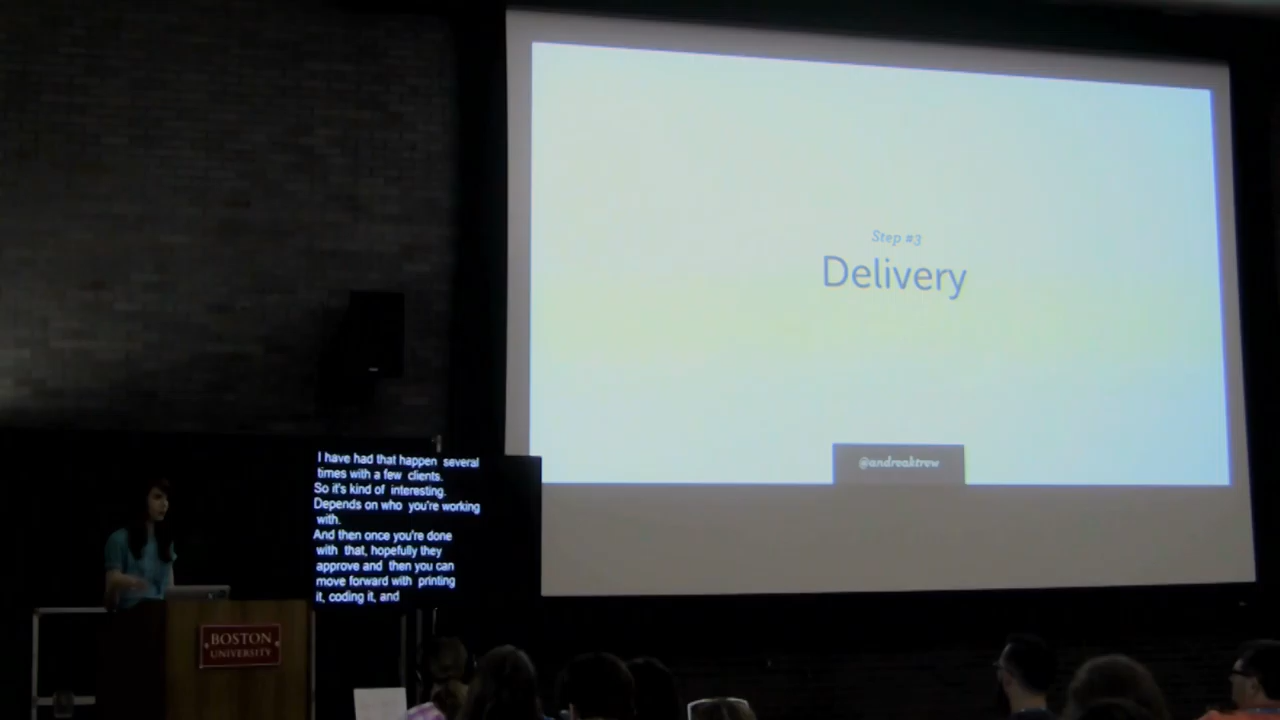 Step #3
Delivery
@andreaktrew
I have had that happen several
times with a few clients.
So it's kind of interesting.
Depends on who you're working
with.
And then once you're done
with that, hopefully they
approve and then you can
move forward with printing
it, coding it, and
BOSTON
UNIVERSITY